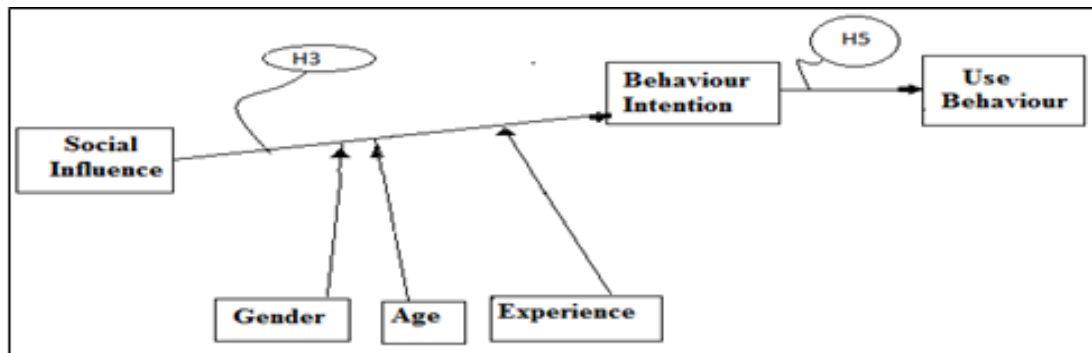 H3
H5
Behaviour
Intention
Use
Behaviour
Social
Influence
Gender
Age
Experience